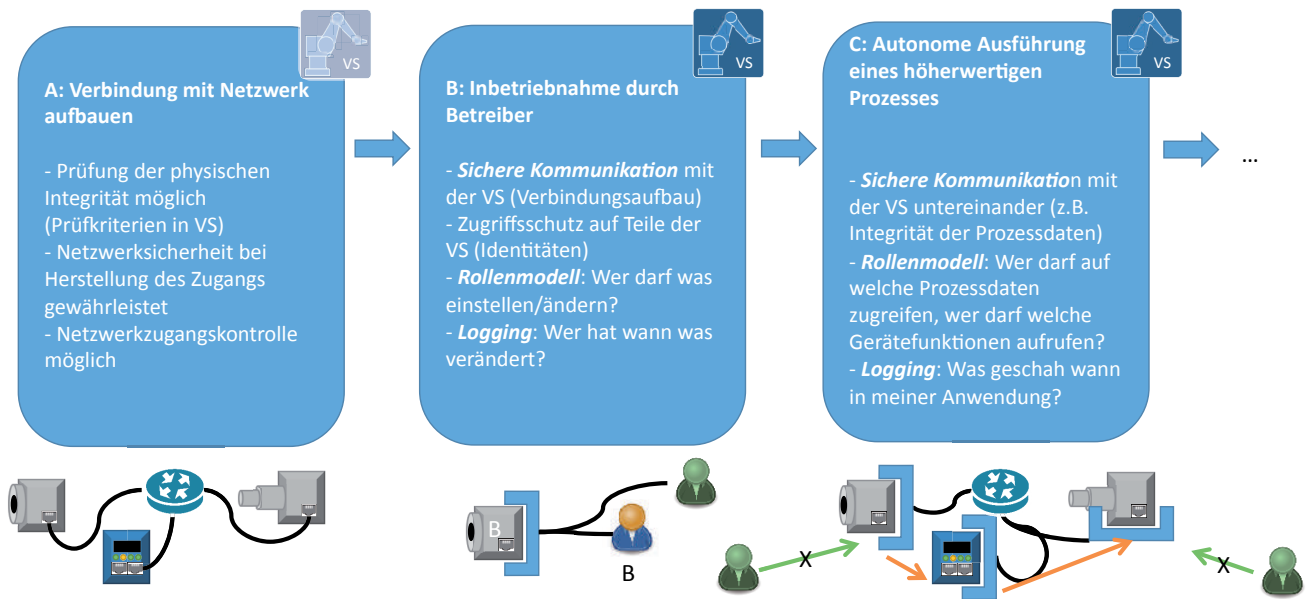 VS
A: Verbindung mit Netzwerk
aufbauen
- Prüfung der physischen
Integrität möglich
(Prüfkriterien in VS)
- Netzwerksicherheit bei
Herstellung des Zugangs
gewährleistet
- Netzwerkzugangskontrolle
möglich
VS
B: Inbetriebnahme durch
Betreiber
- Sichere Kommunikation mit
der VS (Verbindungsaufbau)
- Zugriffsschutz auf Teile der
VS (Identitäten)
- Rollenmodell: Wer darf was
einstellen/ändern?
- Logging: Wer hat wann was
verändert?
VS
C: Autonome Ausführung
eines höherwertigen
Prozesses
- Sichere Kommunikation mit
der VS untereinander (z.B.
Integrität der Prozessdaten)
- Rollenmodell: Wer darf auf
welche Prozessdaten
zugreifen, wer darf welche
Gerätefunktionen aufrufen?
- Logging: Was geschah wann
in meiner Anwendung?
...
B
B
X
X